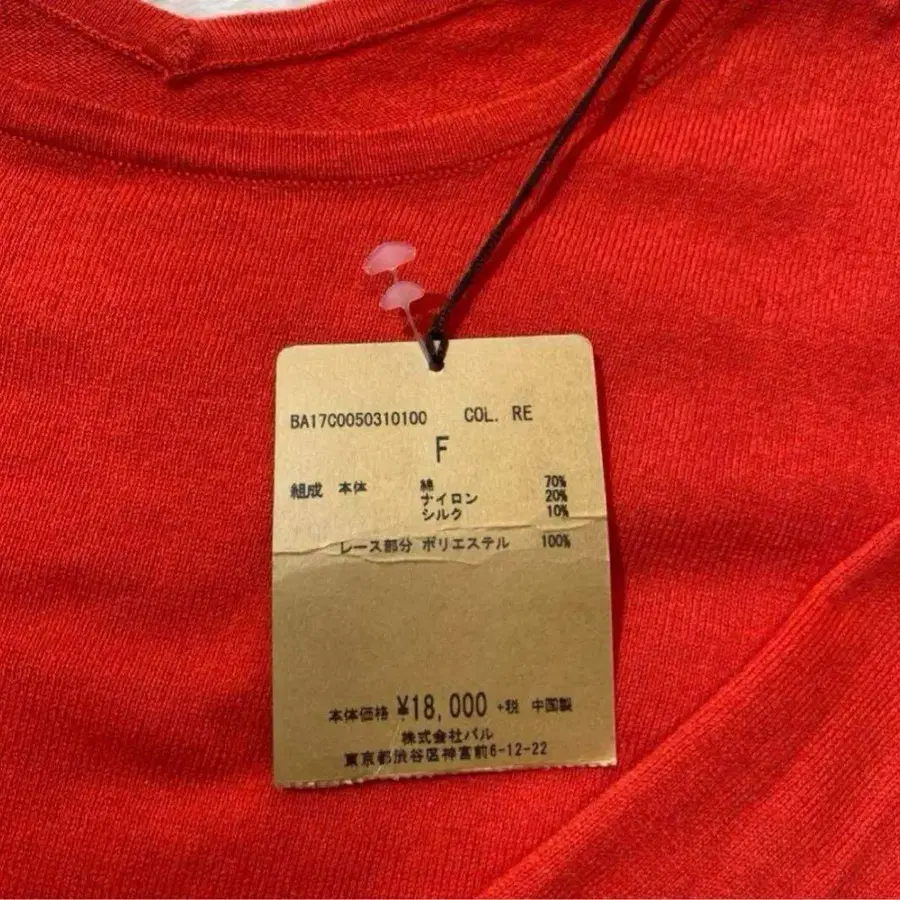 BA17C0050310100 COL. RE
F
組成 本体 綿 70%
ナイロン 20%
シルク 10%
レース部分 ポリエステル 100%
本体価格 ¥18,000 +税 中国製
株式会社パル
東京都渋谷区神宮前6-12-22